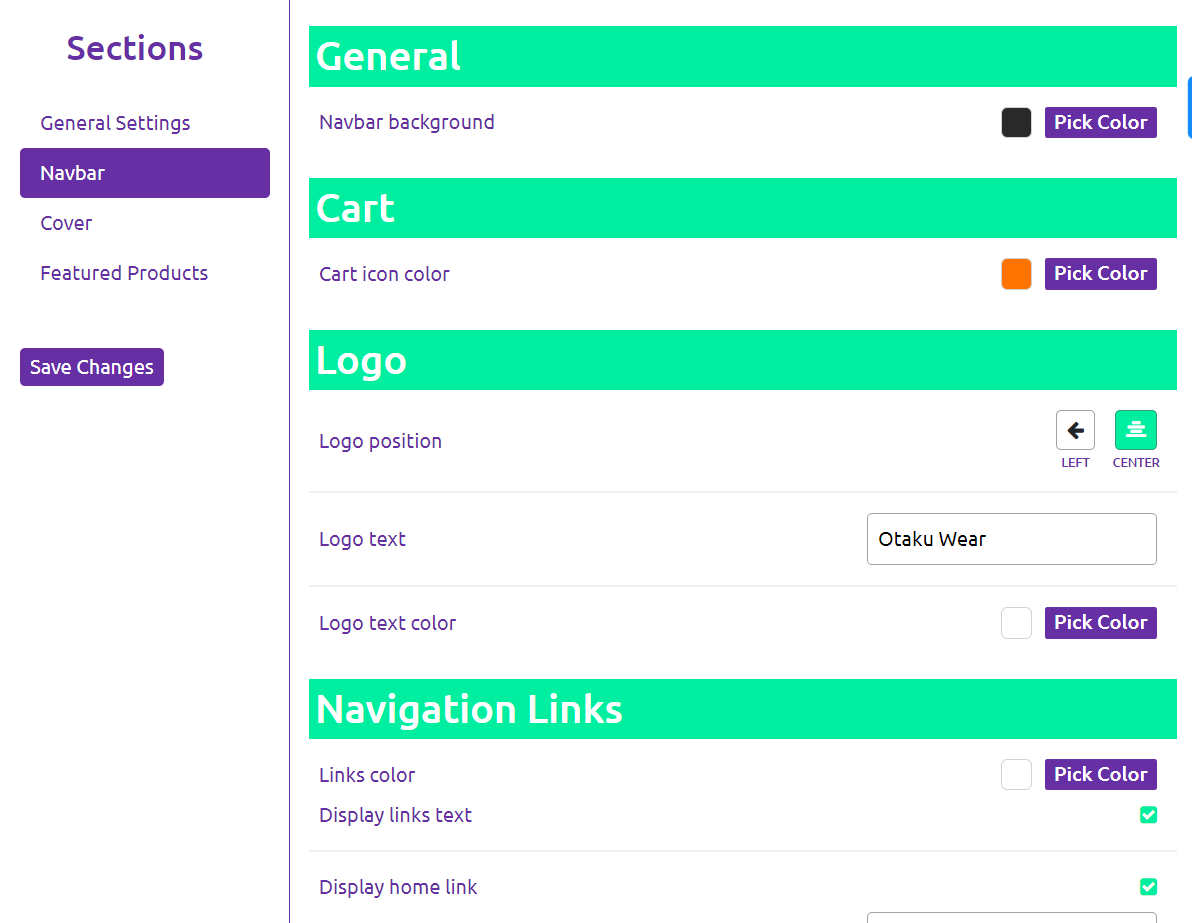 Sections
General Settings
Navbar
Cover
Featured Products
Save Changes
General
Navbar background
Pick Color
Cart
Cart icon color
Pick Color
Logo
Logo position
LEFT
CENTER
Logo text
Otaku Wear
Logo text color
Pick Color
Navigation Links
Links color
Pick Color
Display links text
Display home link